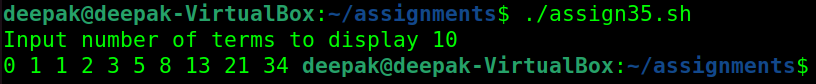 deepak@deepak-VirtualBox:~/assignments$ ./assign35.sh
Input number of terms to display 10
0 1 1 2 3 5 8 13 21 34 deepak@deepak-VirtualBox:~/assignments$